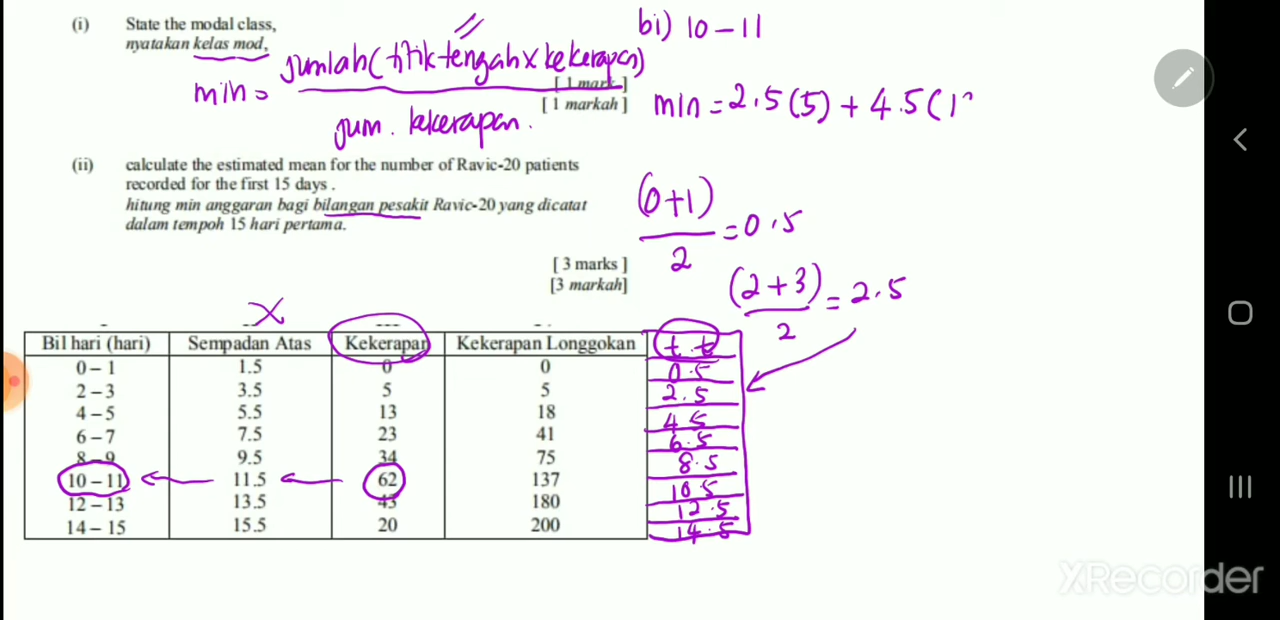 (i) State the modal class,
nyatakan kelas mod,
bi) 10 – 11
min = jumlah (titik tengah x kekerapan)
jum. kekerapan.
[ 1 mark ]
[ 1 markah ]
min = 2.5 (5) + 4.5 (1
(ii) calculate the estimated mean for the number of Ravic-20 patients
recorded for the first 15 days .
hitung min anggaran bagi bilangan pesakit Ravic-20 yang dicatat
dalam tempoh 15 hari pertama.
[ 3 marks ]
[3 markah]
(0+1)
2
= 0.5
(2 + 3)
2
= 2.5
x
Bil hari (hari) Sempadan Atas Kekerapan Kekerapan Longgokan t t
0 – 1 1.5 0 0 0.5
2 – 3 3.5 5 5 2.5
4 – 5 5.5 13 18 4.5
6 – 7 7.5 23 41 6.5
8 – 9 9.5 34 75 8.5
10 – 11 11.5 62 137 10.5
12 – 13 13.5 43 180 12.5
14 – 15 15.5 20 200 14.5
XRecorder